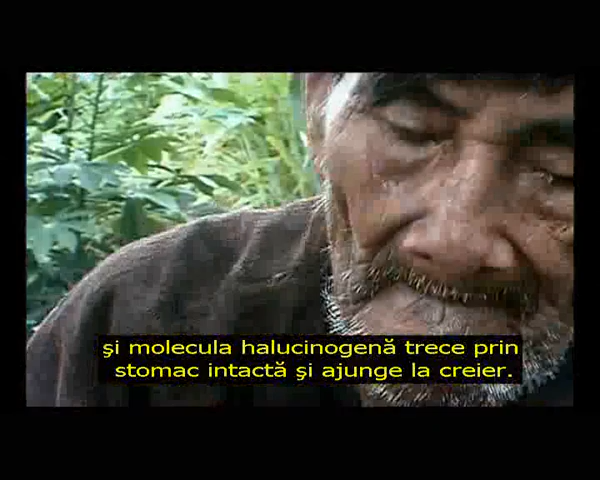 şi molecula halucinogenă trece prin
stomac intactă şi ajunge la creier.